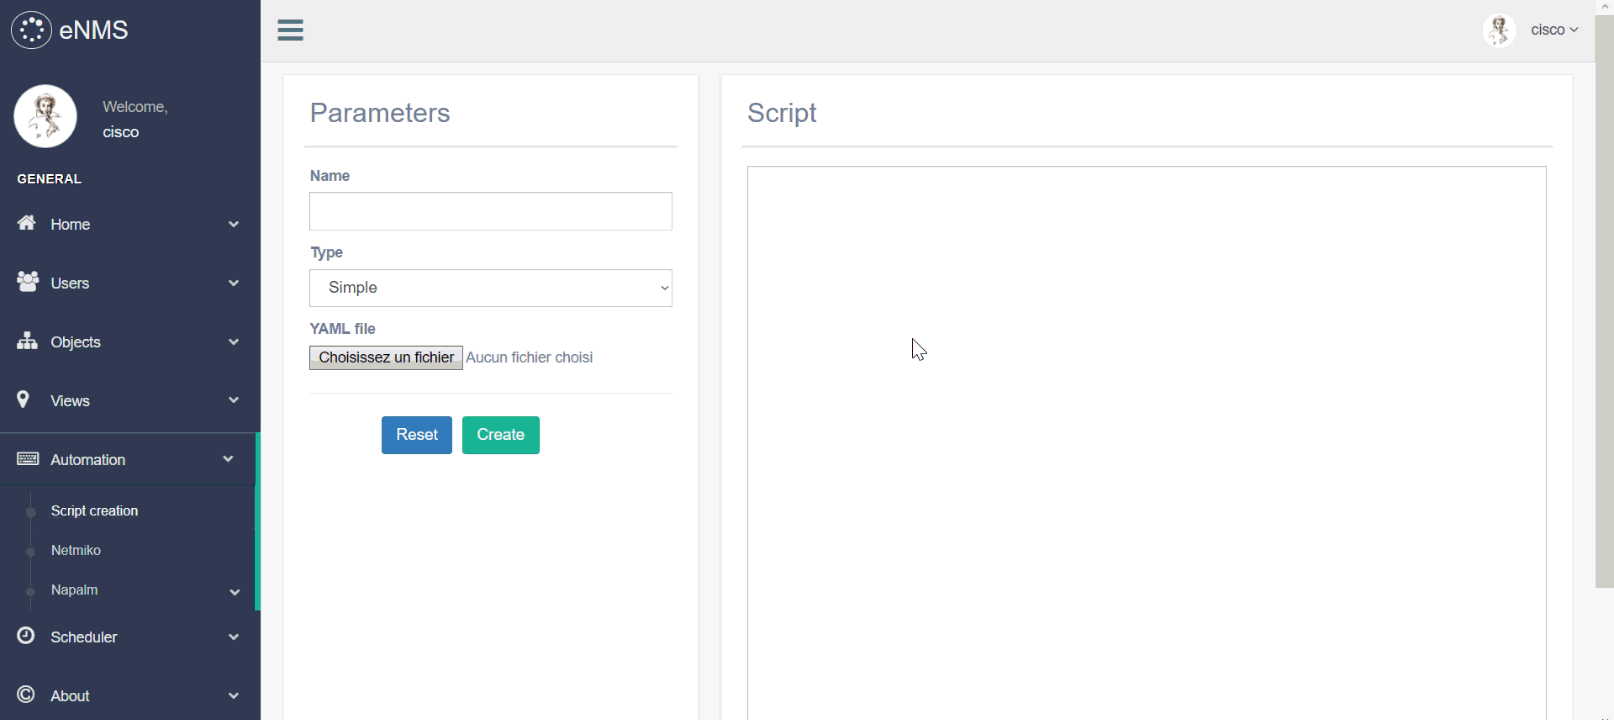 eNMS
cisco
Welcome,
cisco
GENERAL
Home
Users
Objects
Views
Automation
Script creation
Netmiko
Napalm
Scheduler
About
Parameters
Name
Type
Simple
YAML file
Choisissez un fichier Aucun fichier choisi
Reset Create
Script